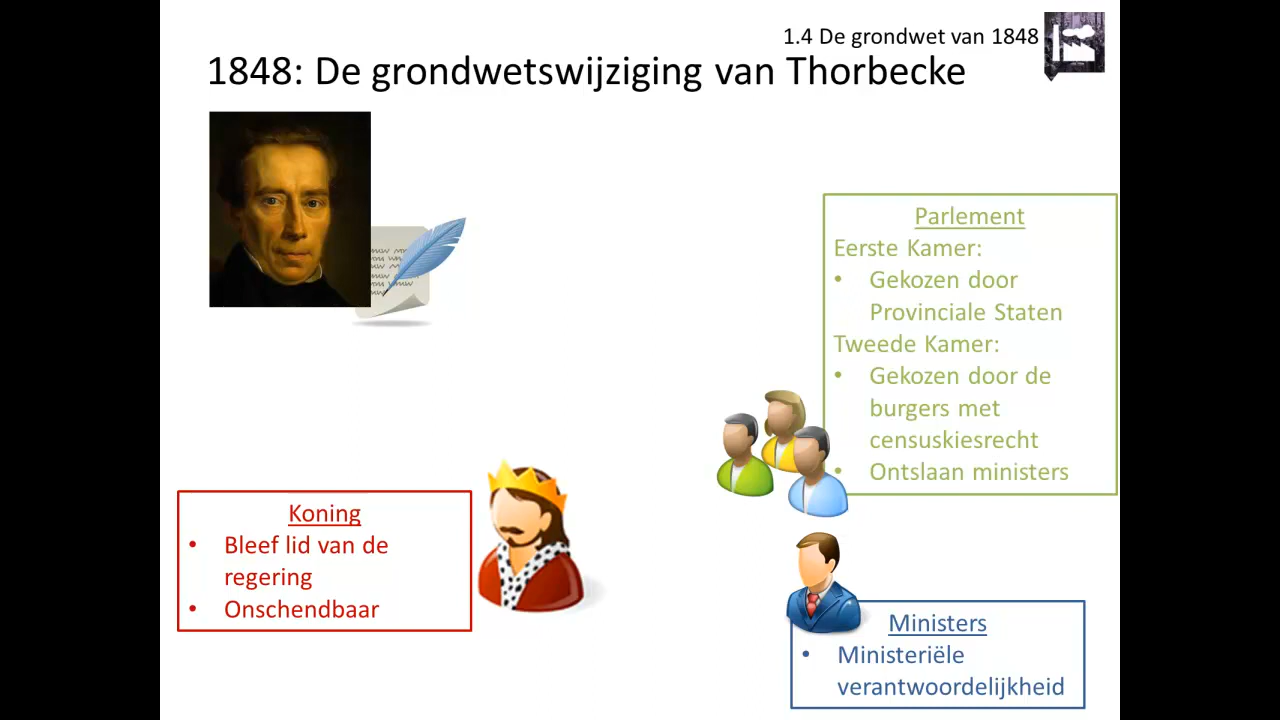 1.4 De grondwet van 1848
1848: De grondwetswijziging van Thorbecke
Parlement
Eerste Kamer:
• Gekozen door
Provinciale Staten
Tweede Kamer:
• Gekozen door de
burgers met
censuskiesrecht
• Ontslaan ministers
Koning
• Bleef lid van de
regering
• Onschendbaar
Ministers
• Ministeriële
verantwoordelijkheid